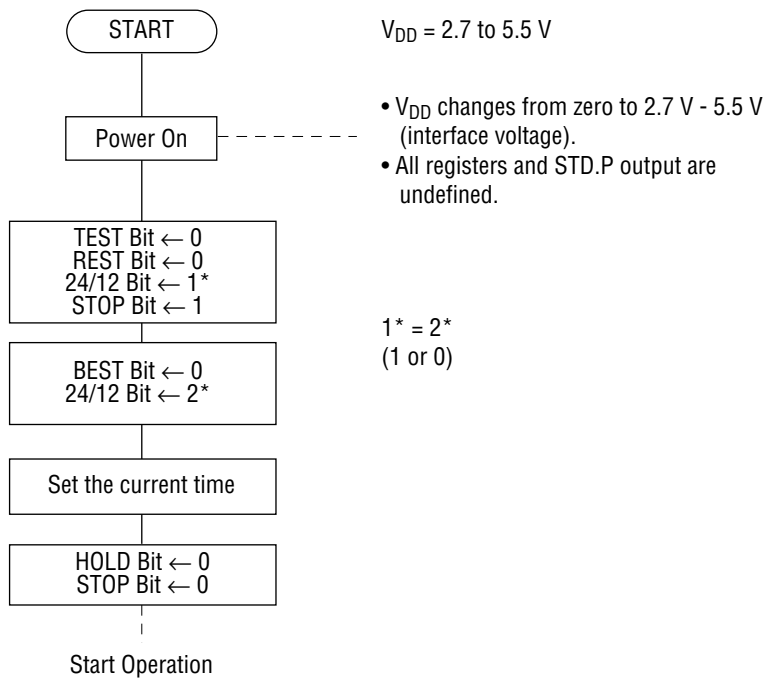 START
V_DD = 2.7 to 5.5 V
Power On
• V_DD changes from zero to 2.7 V - 5.5 V
(interface voltage).
• All registers and STD.P output are
undefined.
TEST Bit ← 0
REST Bit ← 0
24/12 Bit ← 1*
STOP Bit ← 1
1* = 2*
(1 or 0)
BEST Bit ← 0
24/12 Bit ← 2*
Set the current time
HOLD Bit ← 0
STOP Bit ← 0
Start Operation